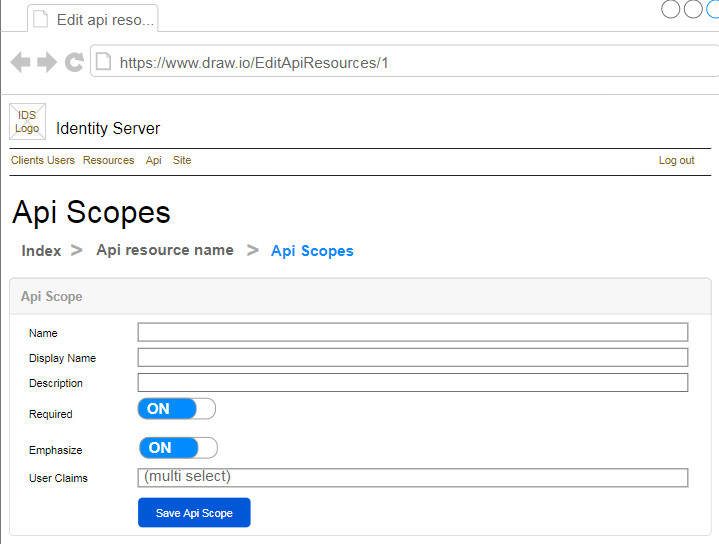 Edit api reso...
https://www.draw.io/EditApiResources/1
IDS
Logo
Identity Server
Clients Users Resources Api Site Log out
Api Scopes
Index > Api resource name > Api Scopes
Api Scope
Name
Display Name
Description
Required ON
Emphasize ON
User Claims (multi select)
Save Api Scope